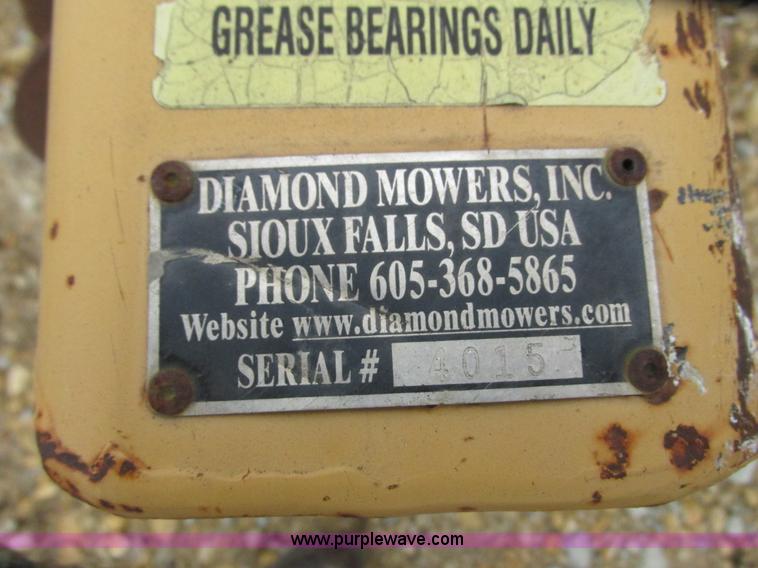 GREASE BEARINGS DAILY
DIAMOND MOWERS, INC.
SIOUX FALLS, SD USA
PHONE 605-368-5865
Website www.diamondmowers.com
SERIAL # 4015
www.purplewave.com